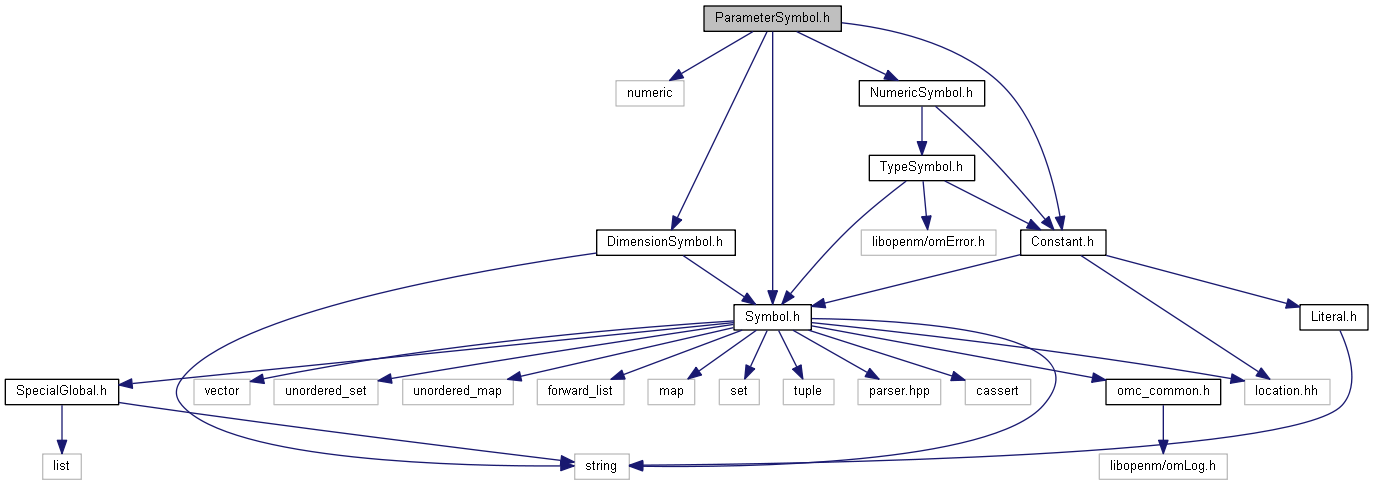 ParameterSymbol.h
numeric
NumericSymbol.h
TypeSymbol.h
DimensionSymbol.h
libopenm/omError.h
Constant.h
Symbol.h
Literal.h
SpecialGlobal.h
vector
unordered_set
unordered_map
forward_list
map
set
tuple
parser.hpp
cassert
omc_common.h
location.hh
list
string
libopenm/omLog.h